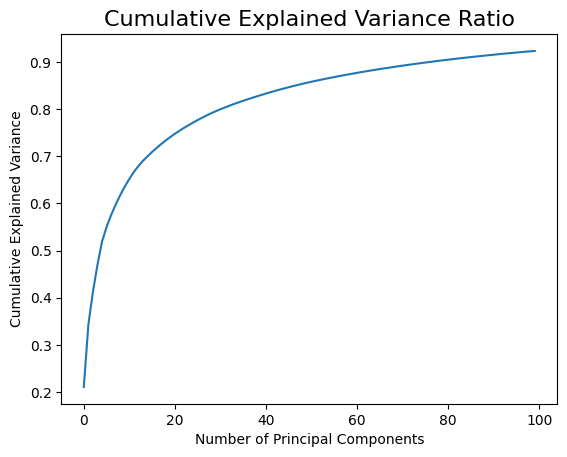 Cumulative Explained Variance Ratio
Cumulative Explained Variance
0.9
0.8
0.7
0.6
0.5
0.4
0.3
0.2
0 20 40 60 80 100
Number of Principal Components